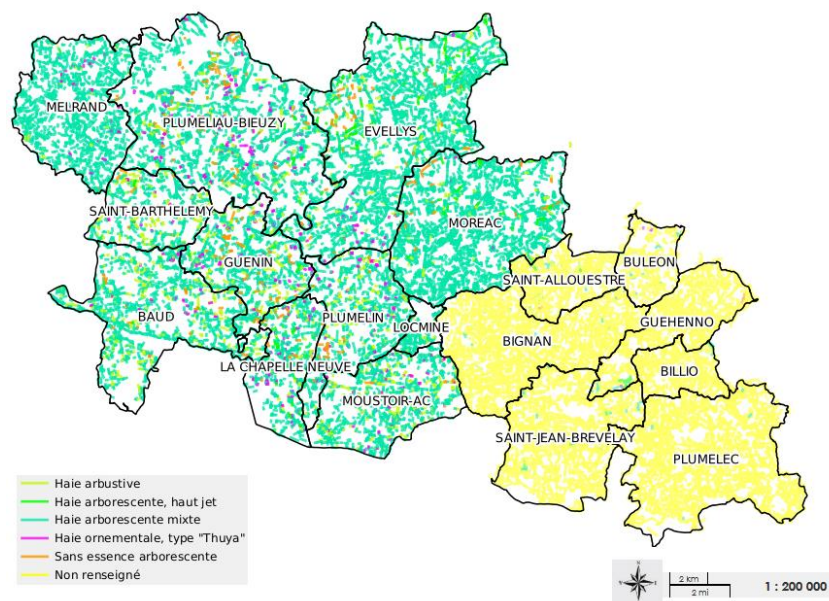 MELRAND
PLUMELIAU-BIEUZY
EVELLYS
SAINT-BARTHELEMY
MOREAC
GUENIN
BULEON
SAINT-ALLOUESTRE
BAUD
PLUMELIN
LOCMINE
GUEHENNO
BIGNAN
LA CHAPELLE NEUVE
BILLIO
MOUSTOIR-AC
SAINT-JEAN-BREVELAY
PLUMELEC
Haie arbustive
Haie arborescente, haut jet
Haie arborescente mixte
Haie ornementale, type "Thuya"
Sans essence arborescente
Non renseigné
2 km
2 mi
1 : 200 000